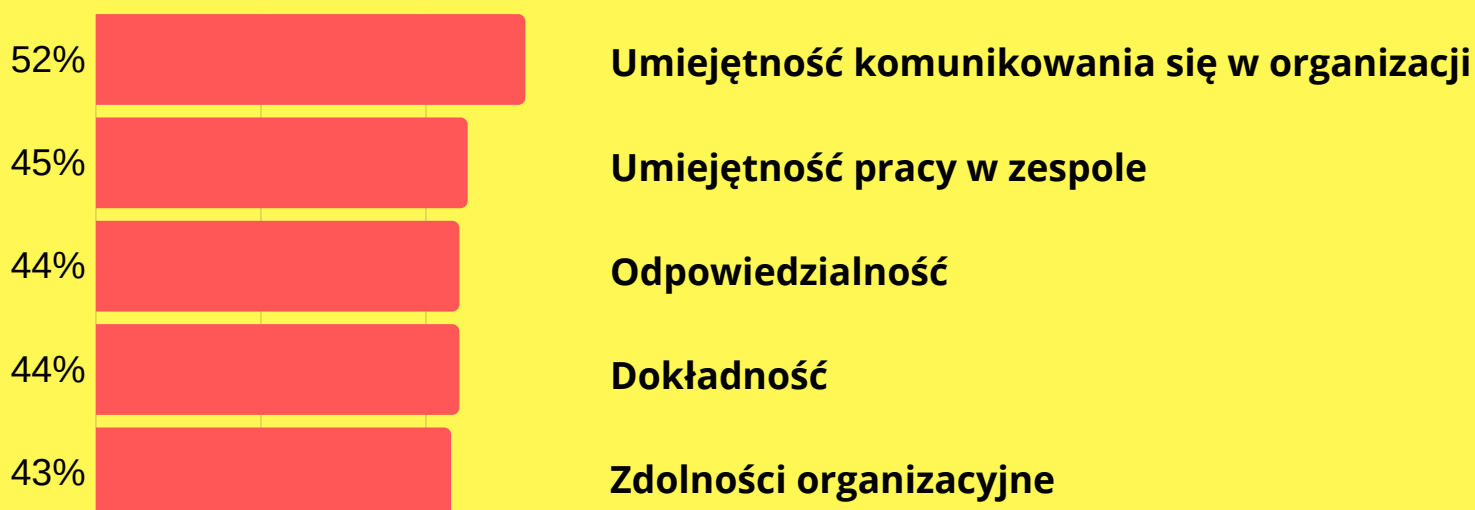 52% Umiejętność komunikowania się w organizacji
45% Umiejętność pracy w zespole
44% Odpowiedzialność
44% Dokładność
43% Zdolności organizacyjne